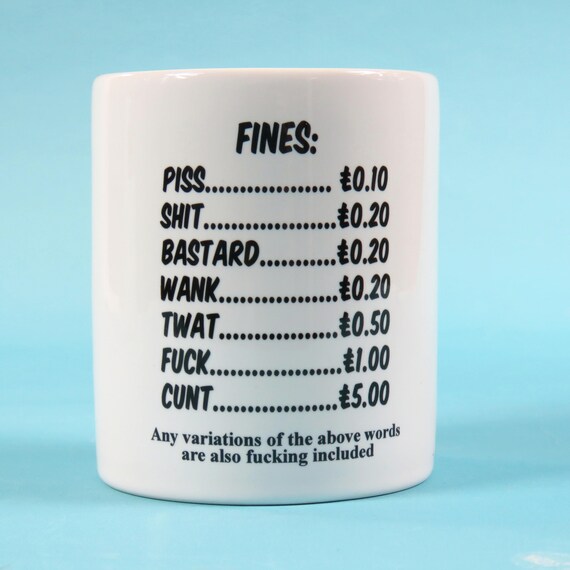 FINES:
PISS.................. £0.10
SHIT...................£0.20
BASTARD...........£0.20
WANK.................£0.20
TWAT.................£0.50
FUCK...................£1.00
CUNT..................£5.00
Any variations of the above words
are also fucking included